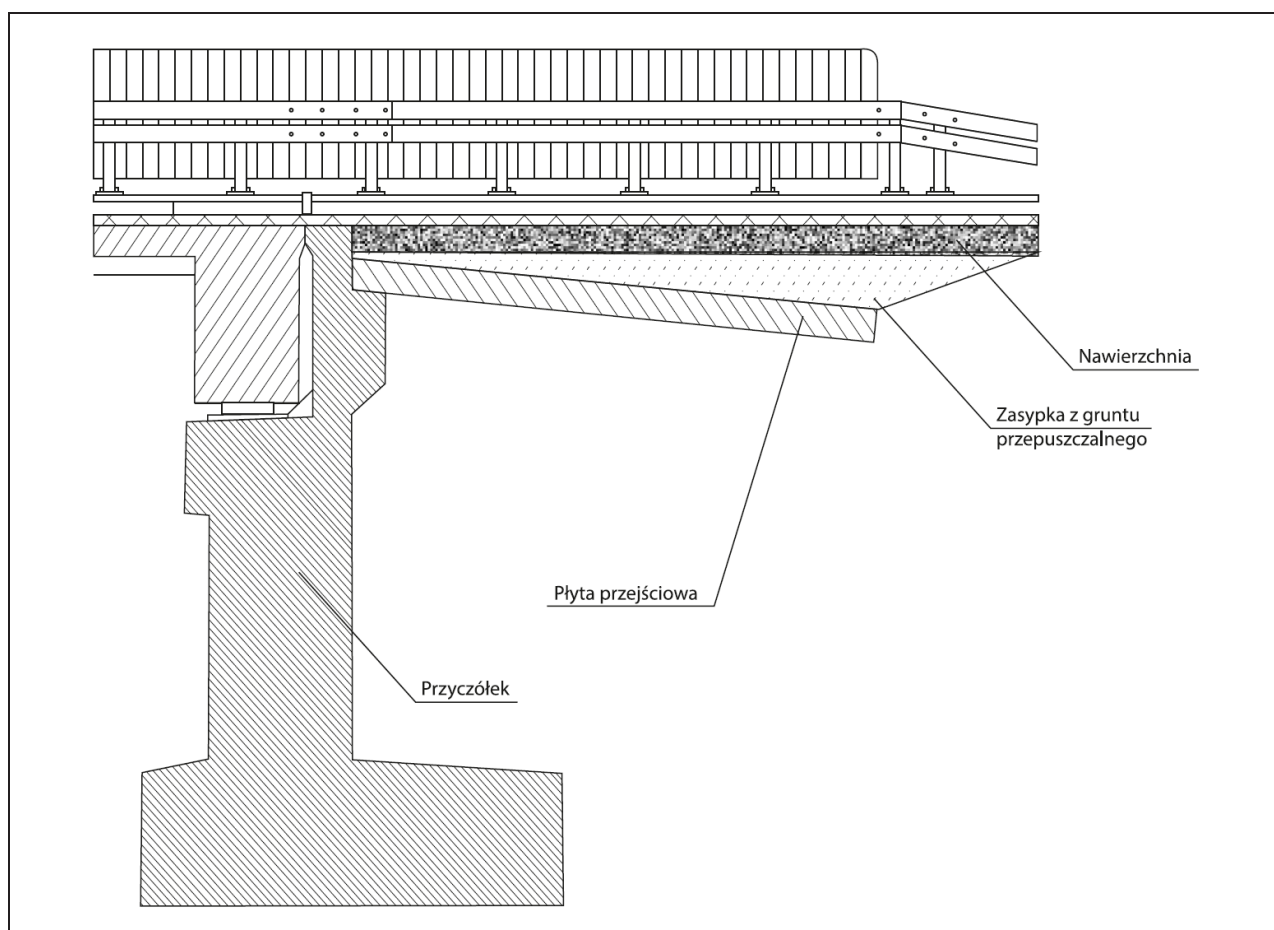 Nawierzchnia
Zasypka z gruntu
przepuszczalnego
Płyta przejściowa
Przyczółek